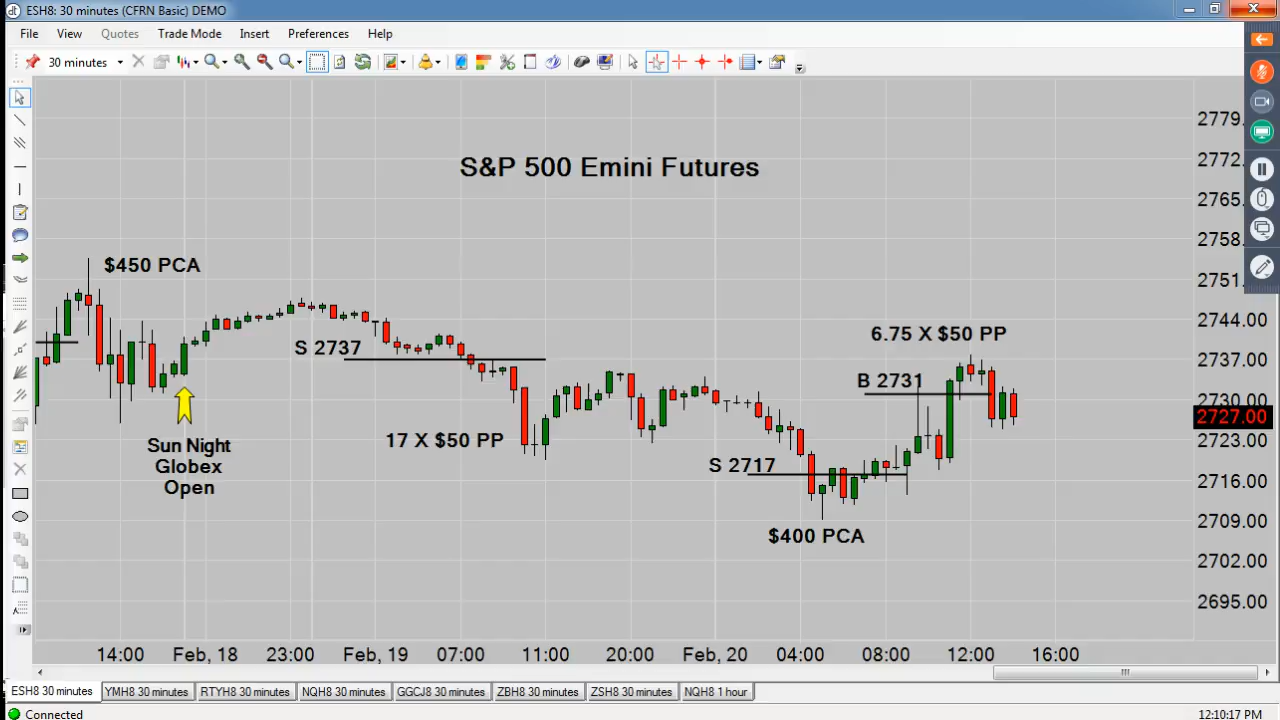 ESH8: 30 minutes (CFRN Basic) DEMO
File View Quotes Trade Mode Insert Preferences Help
30 minutes
S&P 500 Emini Futures
$450 PCA
S 2737
17 X $50 PP
Sun Night
Globex
Open
6.75 X $50 PP
B 2731
S 2717
$400 PCA
2779.
2772.
2765.
2758.
2751.
2744.00
2737.00
2730.00
2727.00
2723.00
2716.00
2709.00
2702.00
2695.00
14:00 Feb, 18 23:00 Feb, 19 07:00 11:00 20:00 Feb, 20 04:00 08:00 12:00 16:00
ESH8 30 minutes YMH8 30 minutes RTYH8 30 minutes NQH8 30 minutes GGCJ8 30 minutes ZBH8 30 minutes ZSH8 30 minutes NQH8 1 hour
Connected 12:10:17 PM